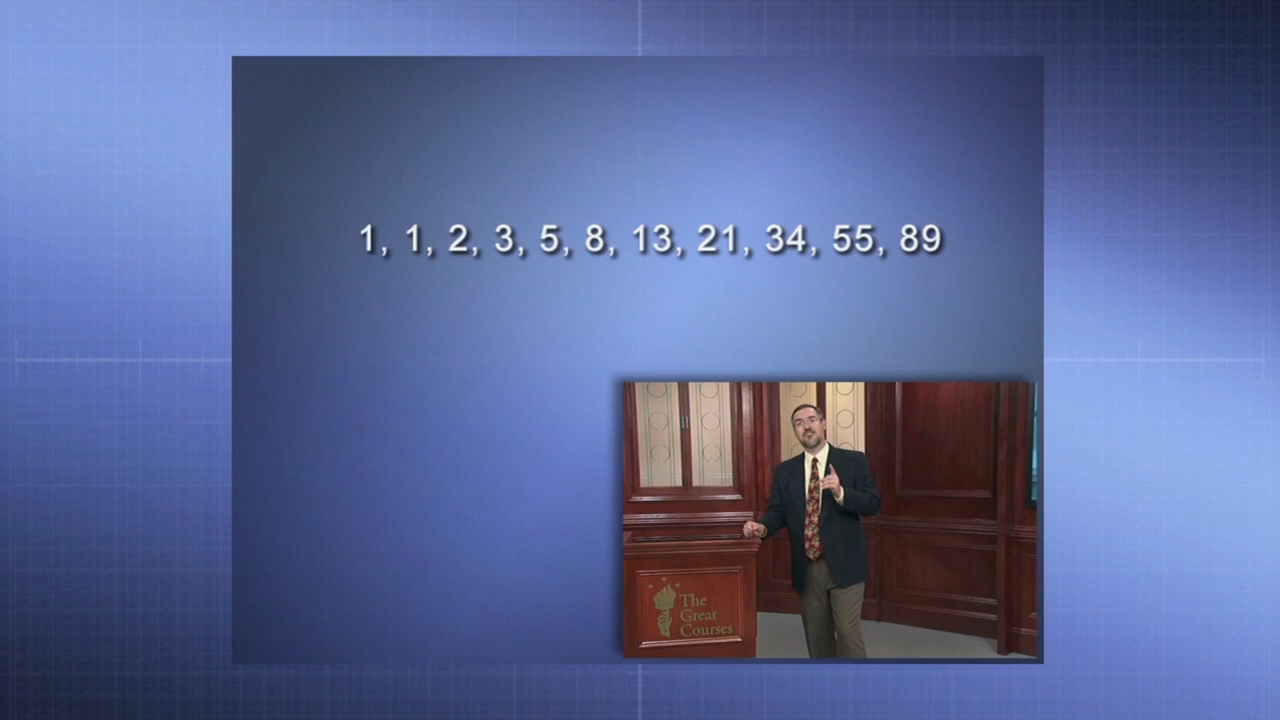 1, 1, 2, 3, 5, 8, 13, 21, 34, 55, 89
The
Great
Courses